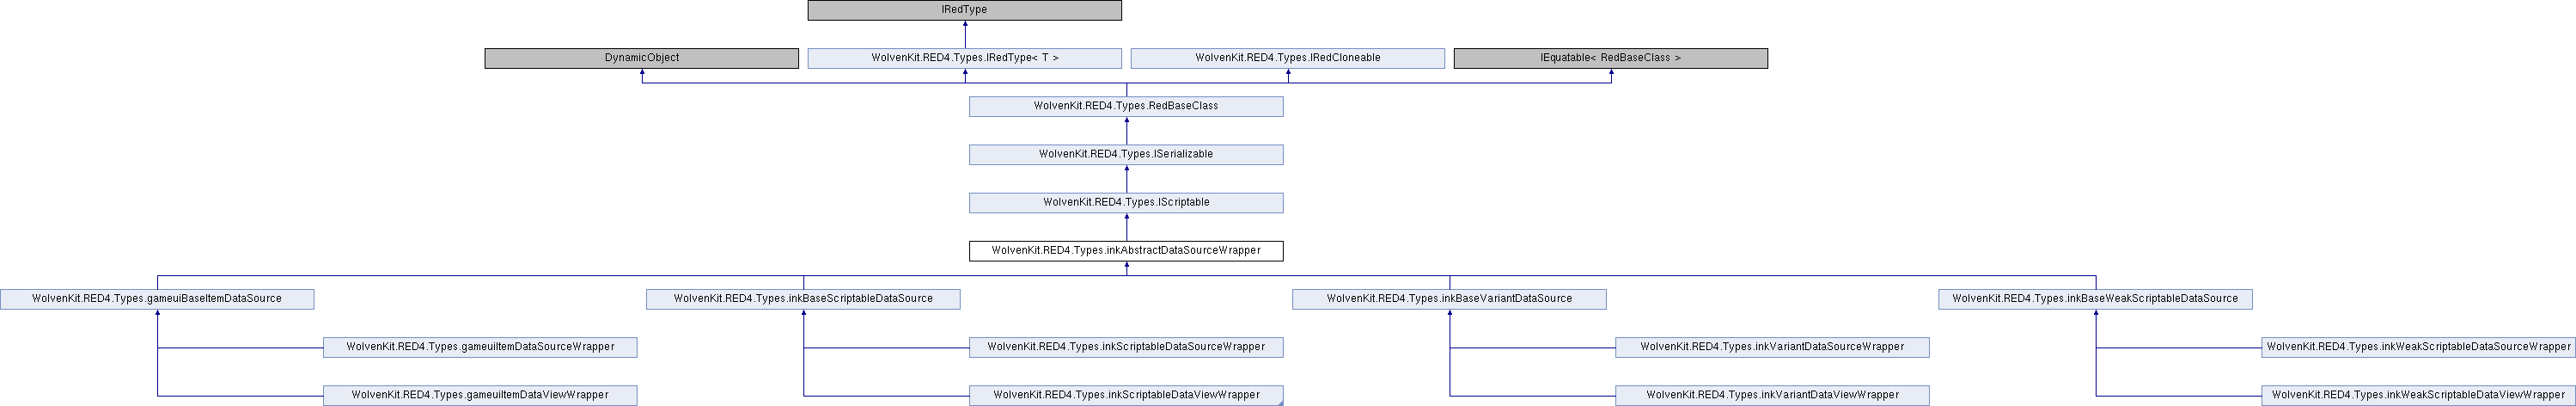 IRedType
DynamicObject
WolvenKit.RED4.Types.IRedType< T >
WolvenKit.RED4.Types.IRedCloneable
IEquatable< RedBaseClass >
WolvenKit.RED4.Types.RedBaseClass
WolvenKit.RED4.Types.ISerializable
WolvenKit.RED4.Types.IScriptable
WolvenKit.RED4.Types.inkAbstractDataSourceWrapper
WolvenKit.RED4.Types.gameuiBaseItemDataSource
WolvenKit.RED4.Types.inkBaseScriptableDataSource
WolvenKit.RED4.Types.inkBaseVariantDataSource
WolvenKit.RED4.Types.inkBaseWeakScriptableDataSource
WolvenKit.RED4.Types.gameuiItemDataSourceWrapper
WolvenKit.RED4.Types.inkScriptableDataSourceWrapper
WolvenKit.RED4.Types.inkVariantDataSourceWrapper
WolvenKit.RED4.Types.inkWeakScriptableDataSourceWrapper
WolvenKit.RED4.Types.gameuiItemDataViewWrapper
WolvenKit.RED4.Types.inkScriptableDataViewWrapper
WolvenKit.RED4.Types.inkVariantDataViewWrapper
WolvenKit.RED4.Types.inkWeakScriptableDataViewWrapper